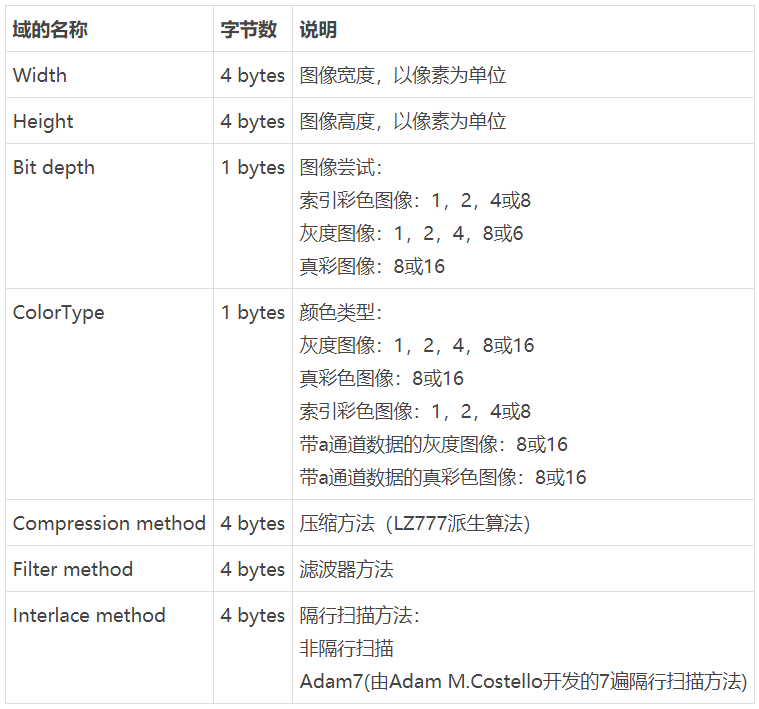 域的名称 字节数 说明
Width 4 bytes 图像宽度，以像素为单位
Height 4 bytes 图像高度，以像素为单位
Bit depth 1 bytes 图像尝试：
索引彩色图像：1，2，4或8
灰度图像：1，2，4，8或6
真彩图像：8或16
ColorType 1 bytes 颜色类型：
灰度图像：1，2，4，8或16
真彩色图像：8或16
索引彩色图像：1，2，4或8
带a通道数据的灰度图像：8或16
带a通道数据的真彩色图像：8或16
Compression method 4 bytes 压缩方法（LZ777派生算法）
Filter method 4 bytes 滤波器方法
Interlace method 4 bytes 隔行扫描方法：
非隔行扫描
Adam7(由Adam M.Costello开发的7遍隔行扫描方法)